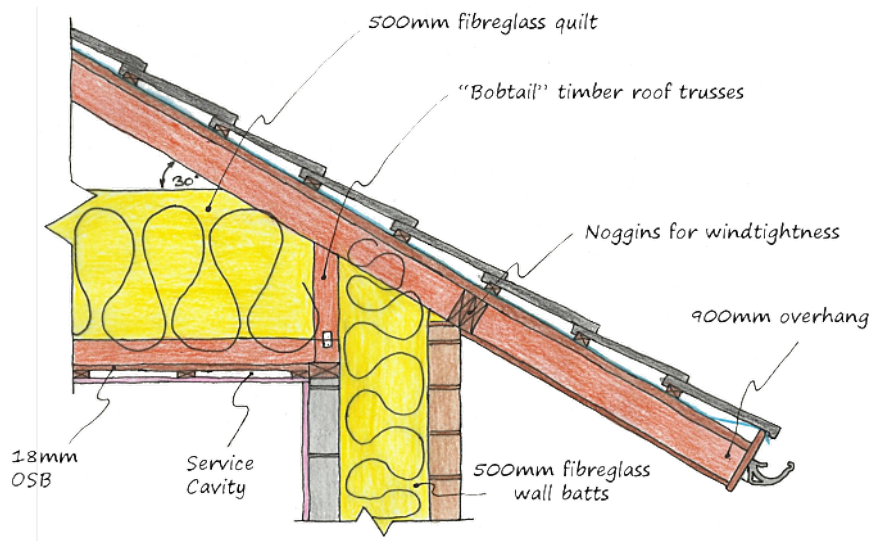 500mm fibreglass quilt
"Bobtail" timber roof trusses
30°
Noggins for windtightness
900mm overhang
18mm
OSB
Service
Cavity
500mm fibreglass
wall batts